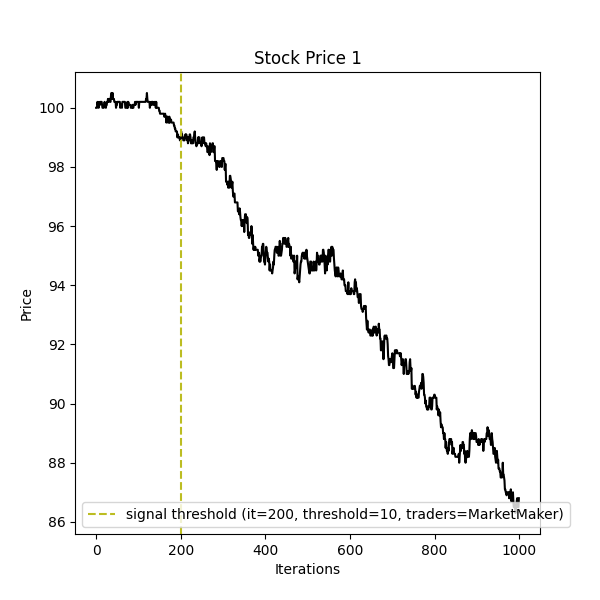 Stock Price 1
Price
100
98
96
94
92
90
88
86
signal threshold (it=200, threshold=10, traders=MarketMaker)
0 200 400 600 800 1000
Iterations